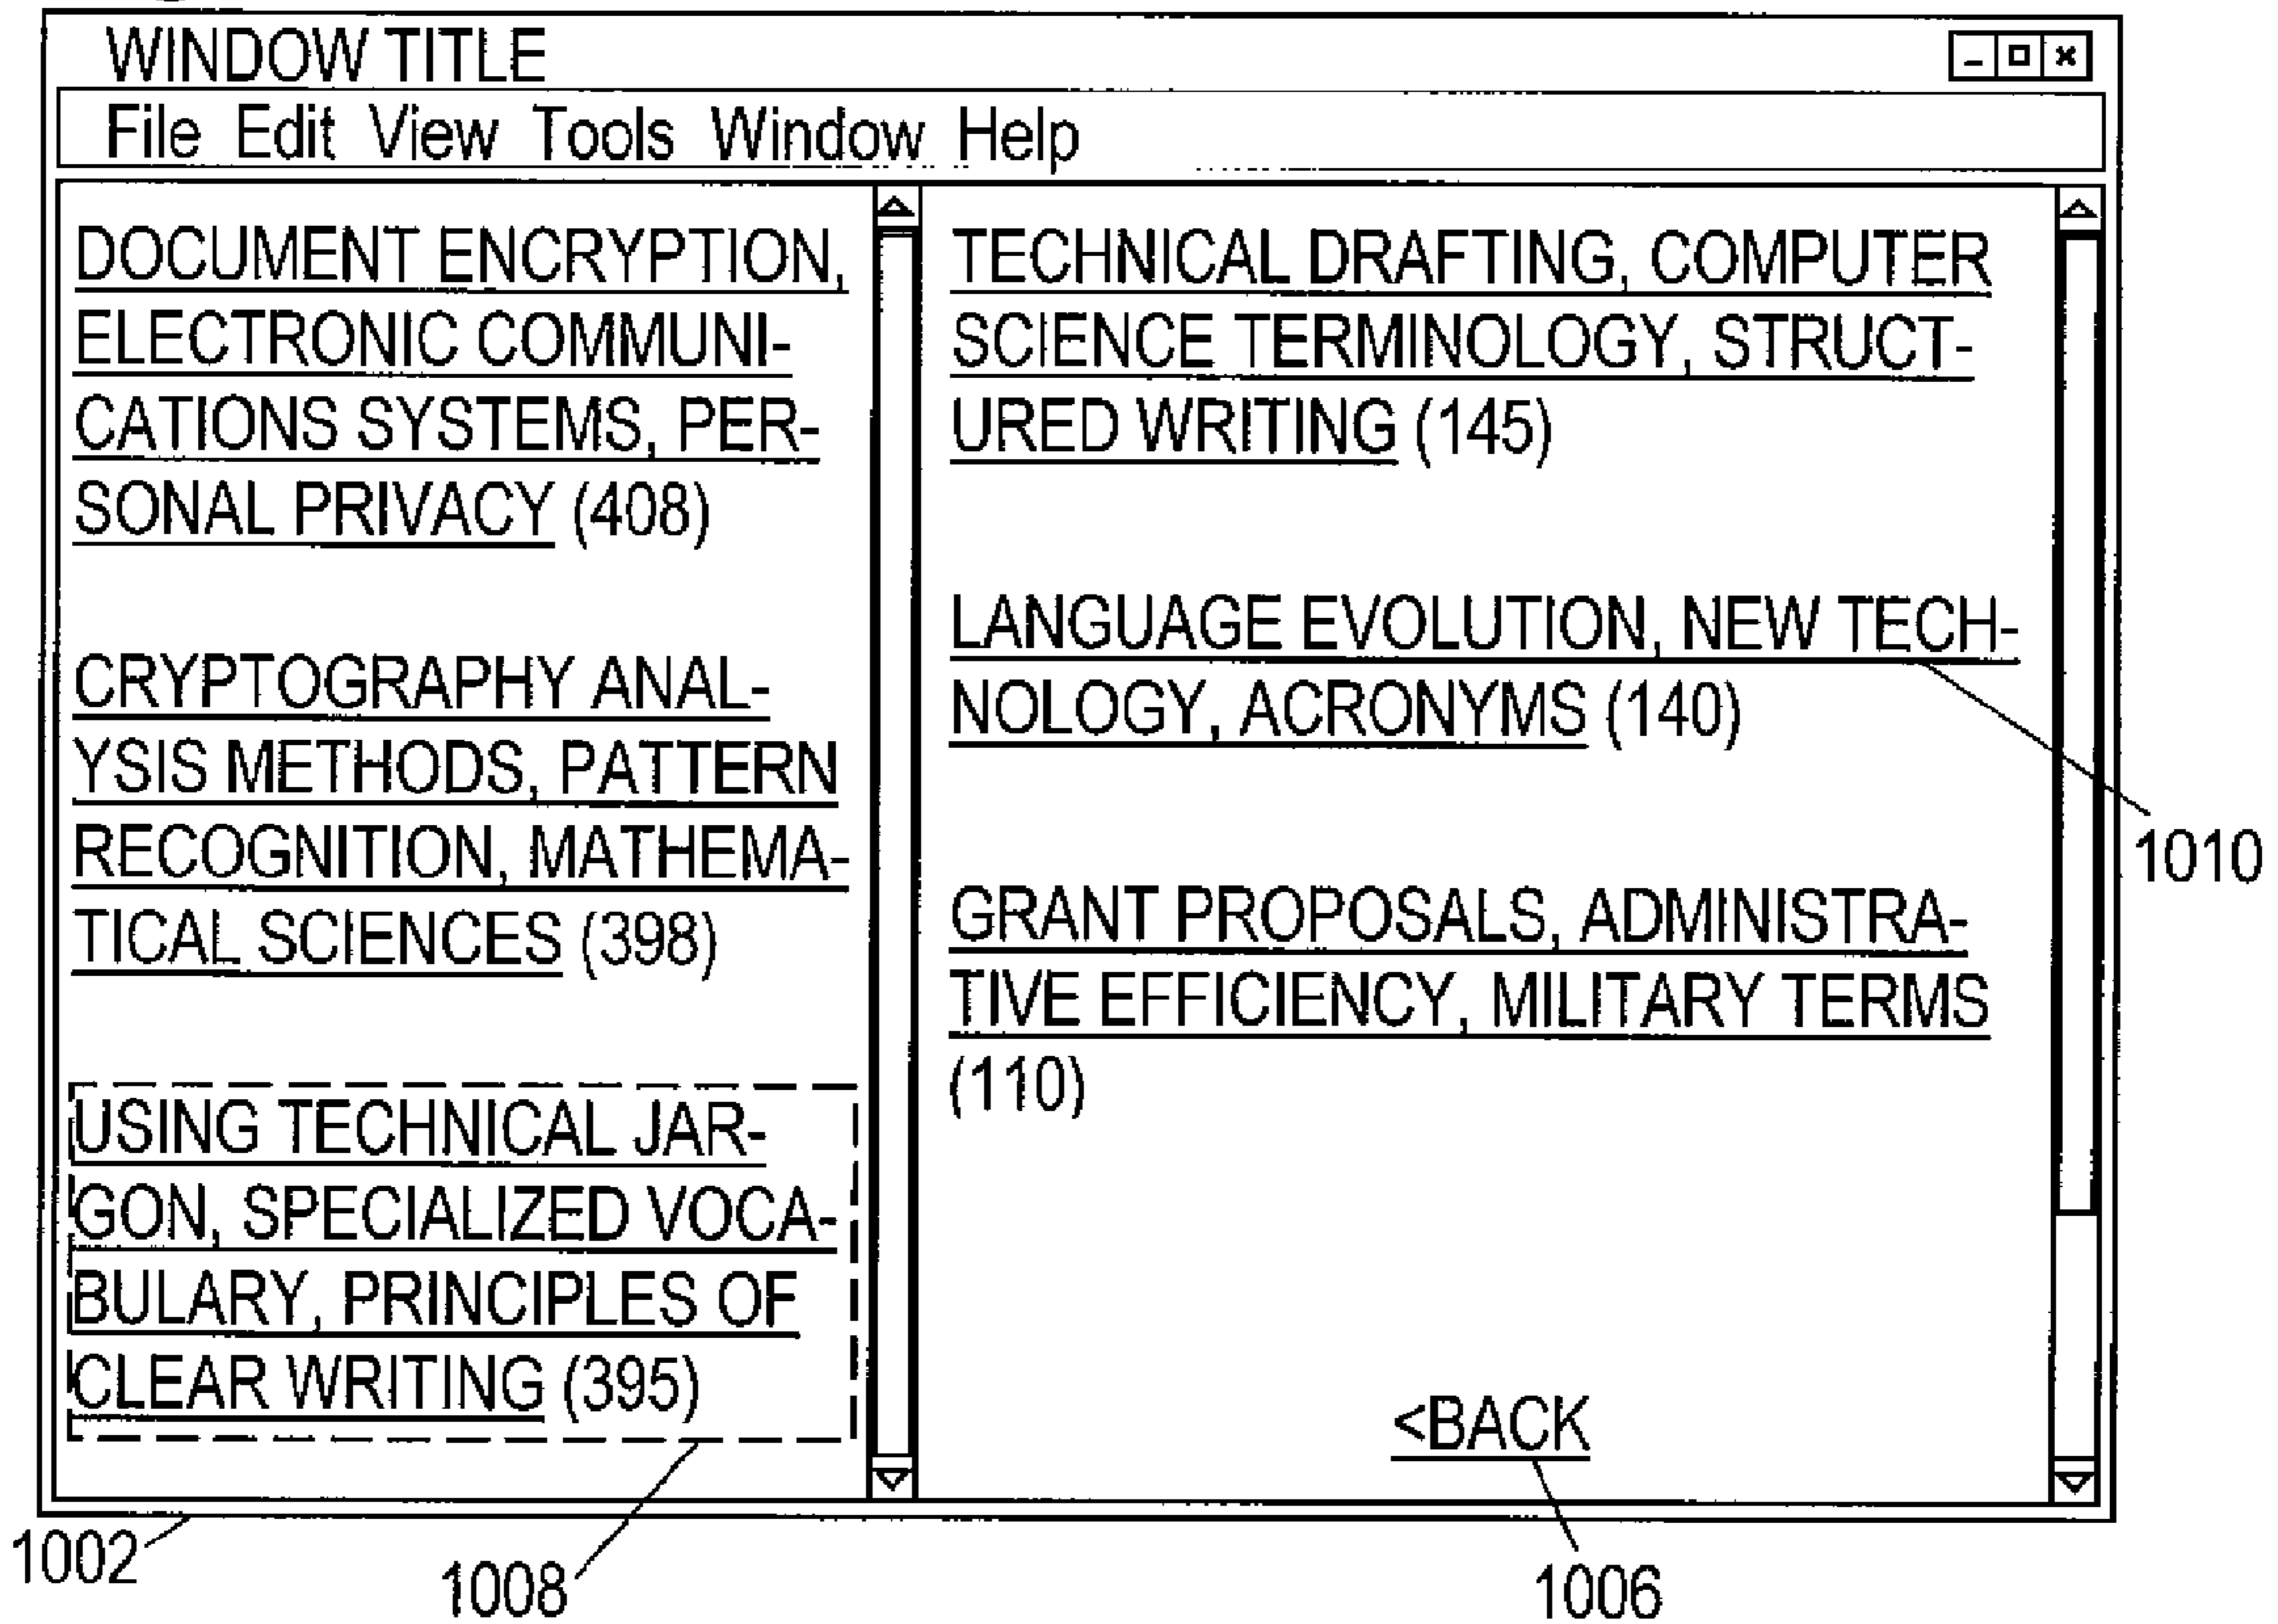 WINDOW TITLE
File Edit View Tools Window Help
DOCUMENT ENCRYPTION,
ELECTRONIC COMMUNI-
CATIONS SYSTEMS, PER-
SONAL PRIVACY (408)
CRYPTOGRAPHY ANAL-
YSIS METHODS, PATTERN
RECOGNITION, MATHEMA-
TICAL SCIENCES (398)
USING TECHNICAL JAR-
GON, SPECIALIZED VOCA-
BULARY, PRINCIPLES OF
CLEAR WRITING (395)
TECHNICAL DRAFTING, COMPUTER
SCIENCE TERMINOLOGY, STRUCT-
URED WRITING (145)
LANGUAGE EVOLUTION, NEW TECH-
NOLOGY, ACRONYMS (140)
GRANT PROPOSALS, ADMINISTRA-
TIVE EFFICIENCY, MILITARY TERMS
(110)
<BACK
1010
1002
1008
1006